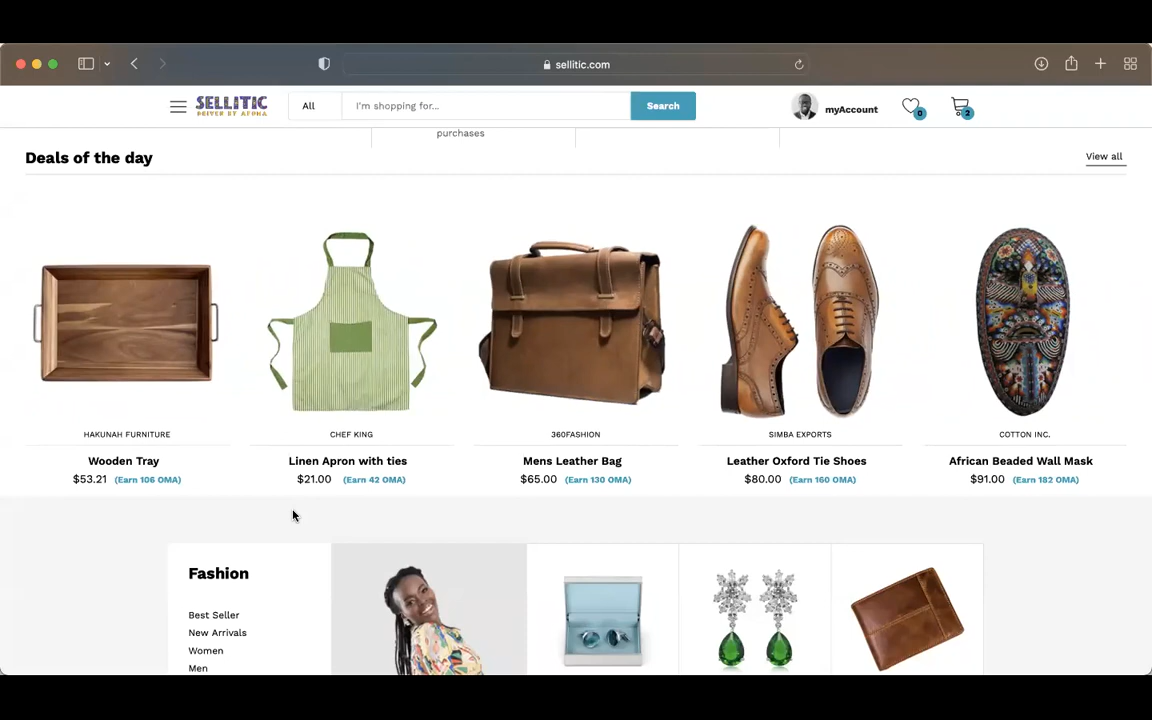 sellitic.com
SELLITIC
DRIVEN BY AFOMA
All
I'm shopping for...
Search
myAccount
0
2
purchases
Deals of the day
View all
HAKUNAH FURNITURE
Wooden Tray
$53.21 (Earn 106 OMA)
CHEF KING
Linen Apron with ties
$21.00 (Earn 42 OMA)
360FASHION
Mens Leather Bag
$65.00 (Earn 130 OMA)
SIMBA EXPORTS
Leather Oxford Tie Shoes
$80.00 (Earn 160 OMA)
COTTON INC.
African Beaded Wall Mask
$91.00 (Earn 182 OMA)
Fashion
Best Seller
New Arrivals
Women
Men